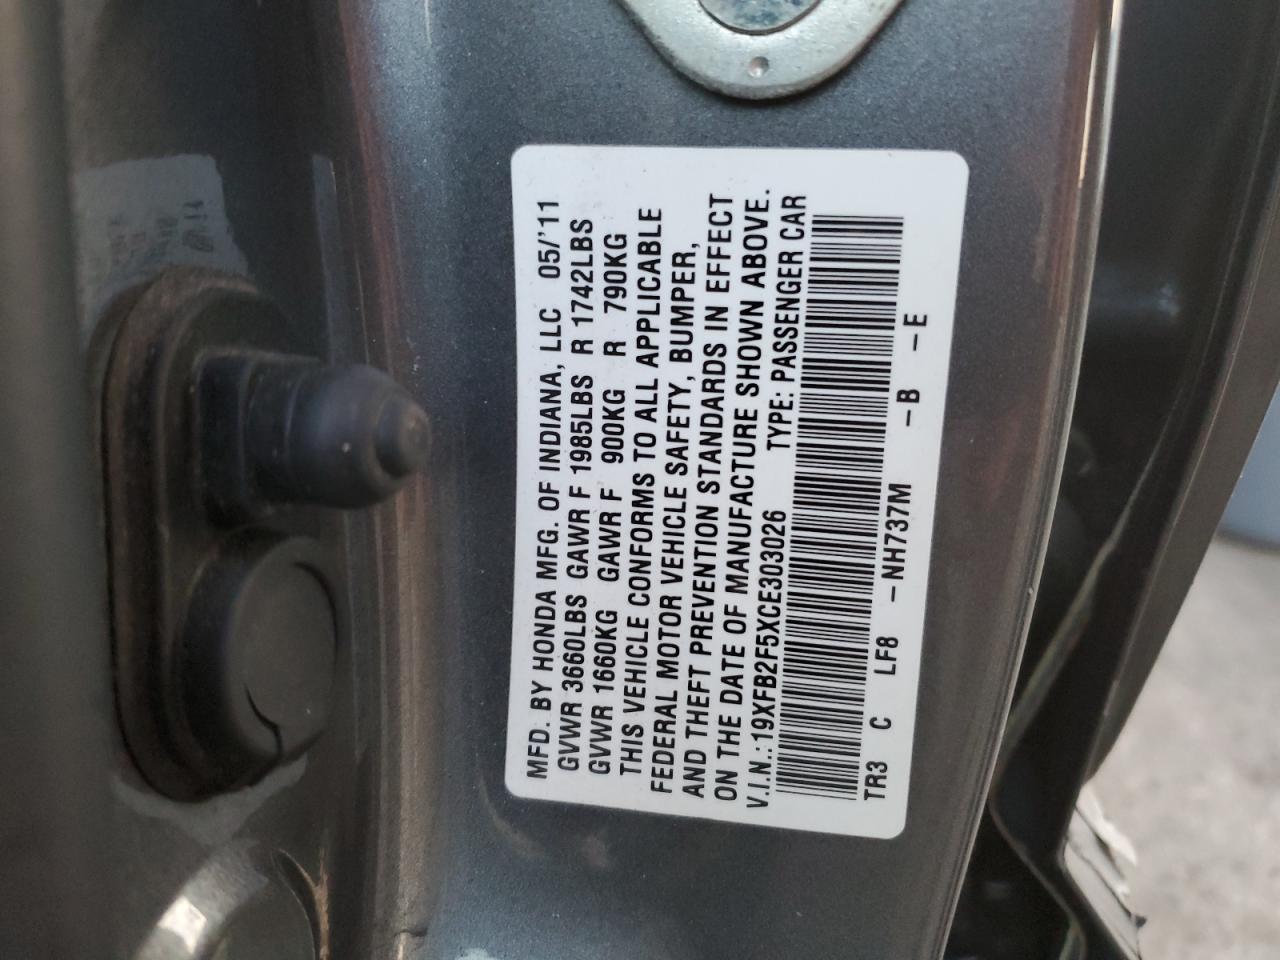 MFD. BY HONDA MFG. OF INDIANA, LLC 05/'11
GVWR 3660LBS GAWR F 1985LBS R 1742LBS
GVWR 1660KG GAWR F 900KG R 790KG
THIS VEHICLE CONFORMS TO ALL APPLICABLE
FEDERAL MOTOR VEHICLE SAFETY, BUMPER,
AND THEFT PREVENTION STANDARDS IN EFFECT
ON THE DATE OF MANUFACTURE SHOWN ABOVE.
V.I.N.: 19XFB2F5XCE303026 TYPE: PASSENGER CAR
TR3 C LF8 -NH737M -B -E